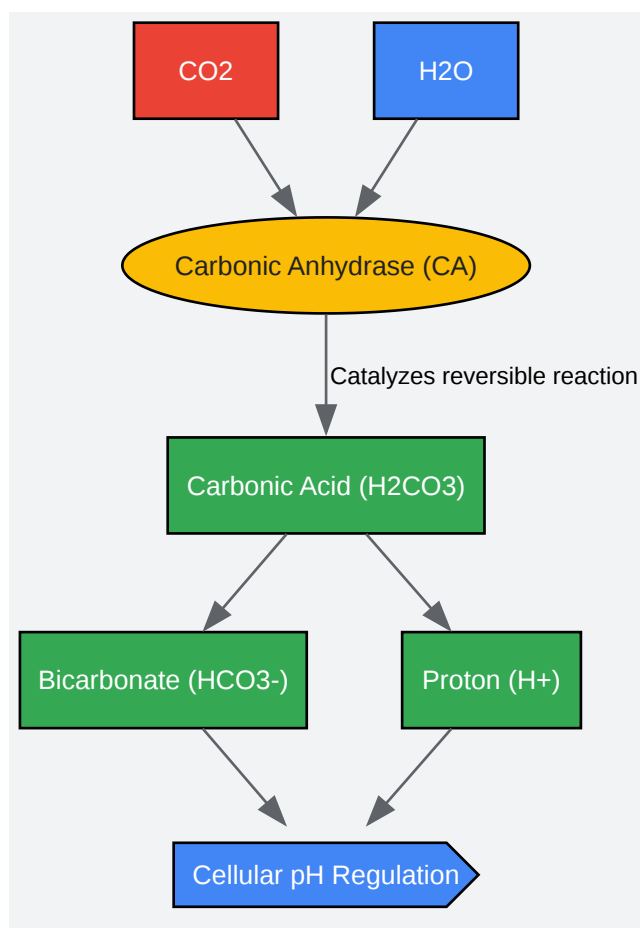 CO2
H2O
Carbonic Anhydrase (CA)
Catalyzes reversible reaction
Carbonic Acid (H2CO3)
Bicarbonate (HCO3-)
Proton (H+)
Cellular pH Regulation